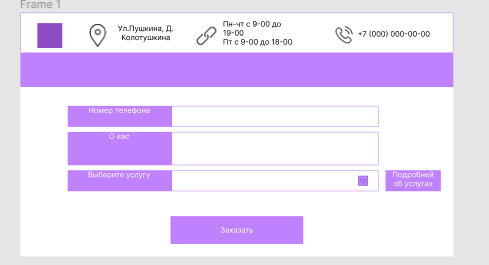 Frame 1
Ул.Пушкина, Д.
Колотушкина
Пн-чт с 9-00 до
19-00
Пт с 9-00 до 18-00
+7 (000) 000-00-00
Номер телефона
О вас
Выберите услугу
Подробней
об услугах
Заказать